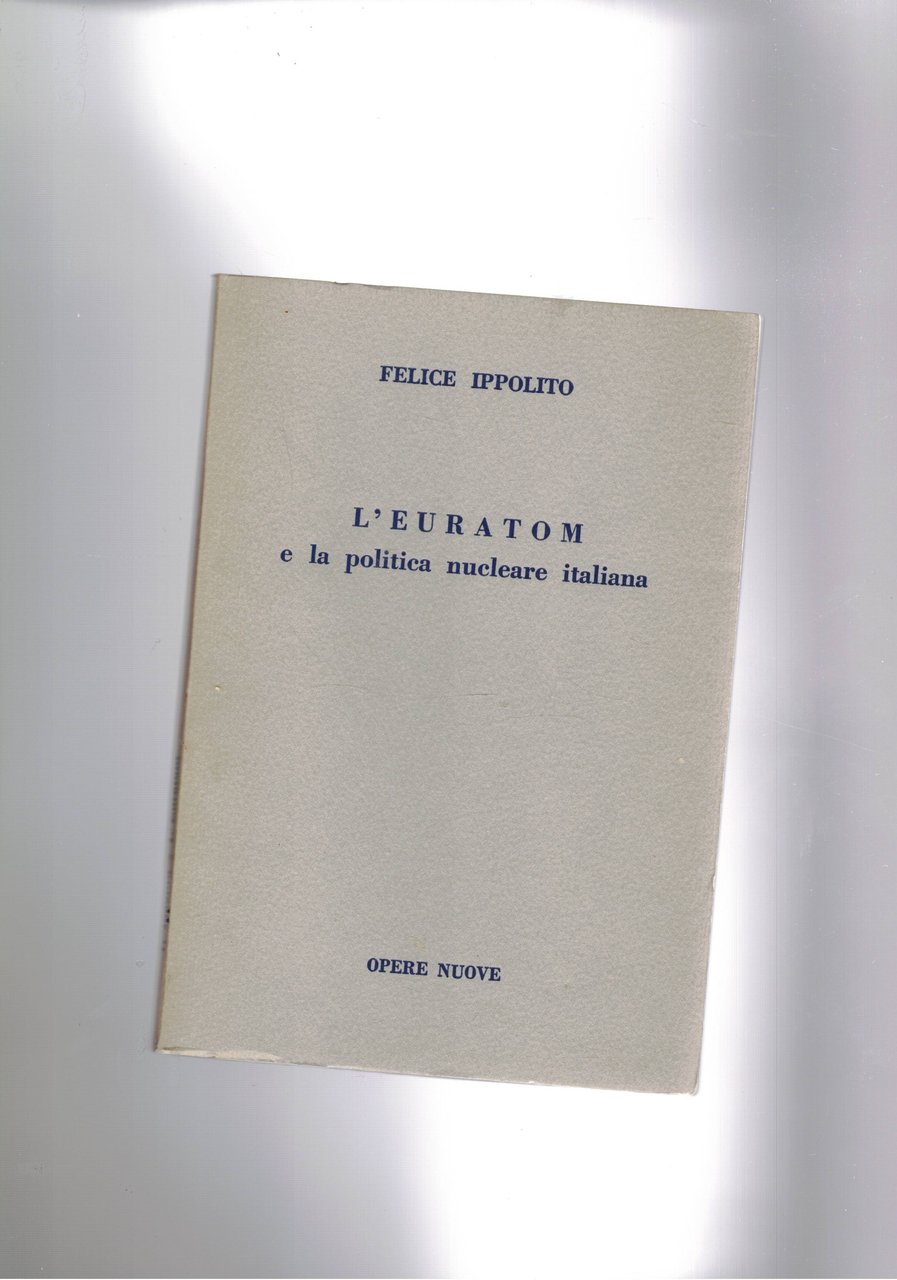 FELICE IPPOLITO
L'EURATOM
e la politica nucleare italiana
OPERE NUOVE